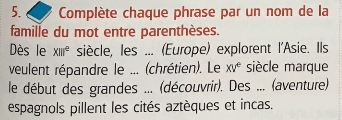 5. Complète chaque phrase par un nom de la
famille du mot entre parenthèses.
Dès le XIIIᵉ siècle, les ... (Europe) explorent l'Asie. Ils
veulent répandre le ... (chrétien). Le XVᵉ siècle marque
le début des grandes ... (découvrir). Des ... (aventure)
espagnols pillent les cités aztèques et incas.